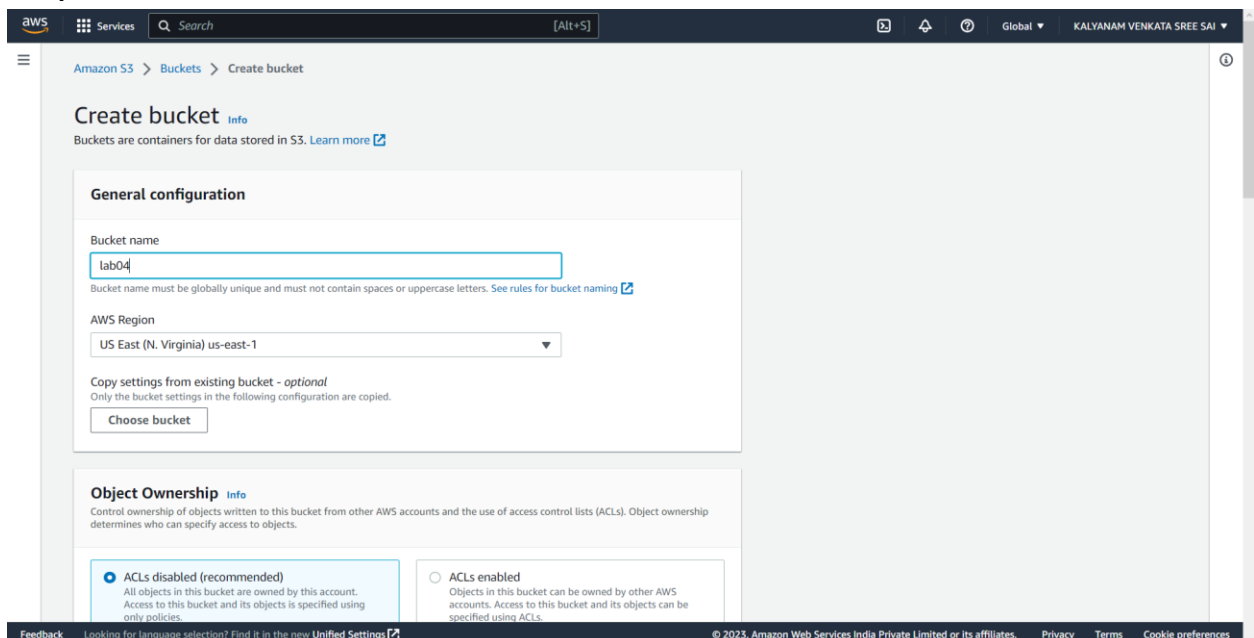 aws
Services
Search
[Alt+S]
Global
KALYANAM VENKATA SREE SAI
Amazon S3 > Buckets > Create bucket
Create bucket Info
Buckets are containers for data stored in S3. Learn more
General configuration
Bucket name
lab04
Bucket name must be globally unique and must not contain spaces or uppercase letters. See rules for bucket naming
AWS Region
US East (N. Virginia) us-east-1
Copy settings from existing bucket - optional
Only the bucket settings in the following configuration are copied.
Choose bucket
Object Ownership Info
Control ownership of objects written to this bucket from other AWS accounts and the use of access control lists (ACLs). Object ownership
determines who can specify access to objects.
ACLs disabled (recommended)
All objects in this bucket are owned by this account.
Access to this bucket and its objects is specified using
only policies.
ACLs enabled
Objects in this bucket can be owned by other AWS
accounts. Access to this bucket and its objects can be
specified using ACLs.
Feedback
Looking for language selection? Find it in the new Unified Settings
© 2023, Amazon Web Services India Private Limited or its affiliates.
Privacy
Terms
Cookie preferences